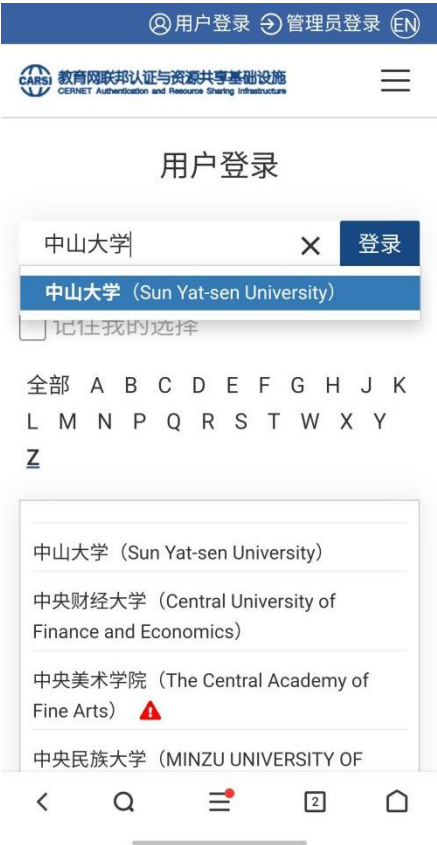 用户登录 管理员登录 EN
CARSI 教育网联邦认证与资源共享基础设施
CERNET Authentication and Resource Sharing Infrastructure
用户登录
中山大学 登录
中山大学（Sun Yat-sen University）
记住我的选择
全部 A B C D E F G H J K
L M N P Q R S T W X Y
Z
中山大学（Sun Yat-sen University）
中央财经大学（Central University of
Finance and Economics）
中央美术学院（The Central Academy of
Fine Arts）
中央民族大学（MINZU UNIVERSITY OF
2